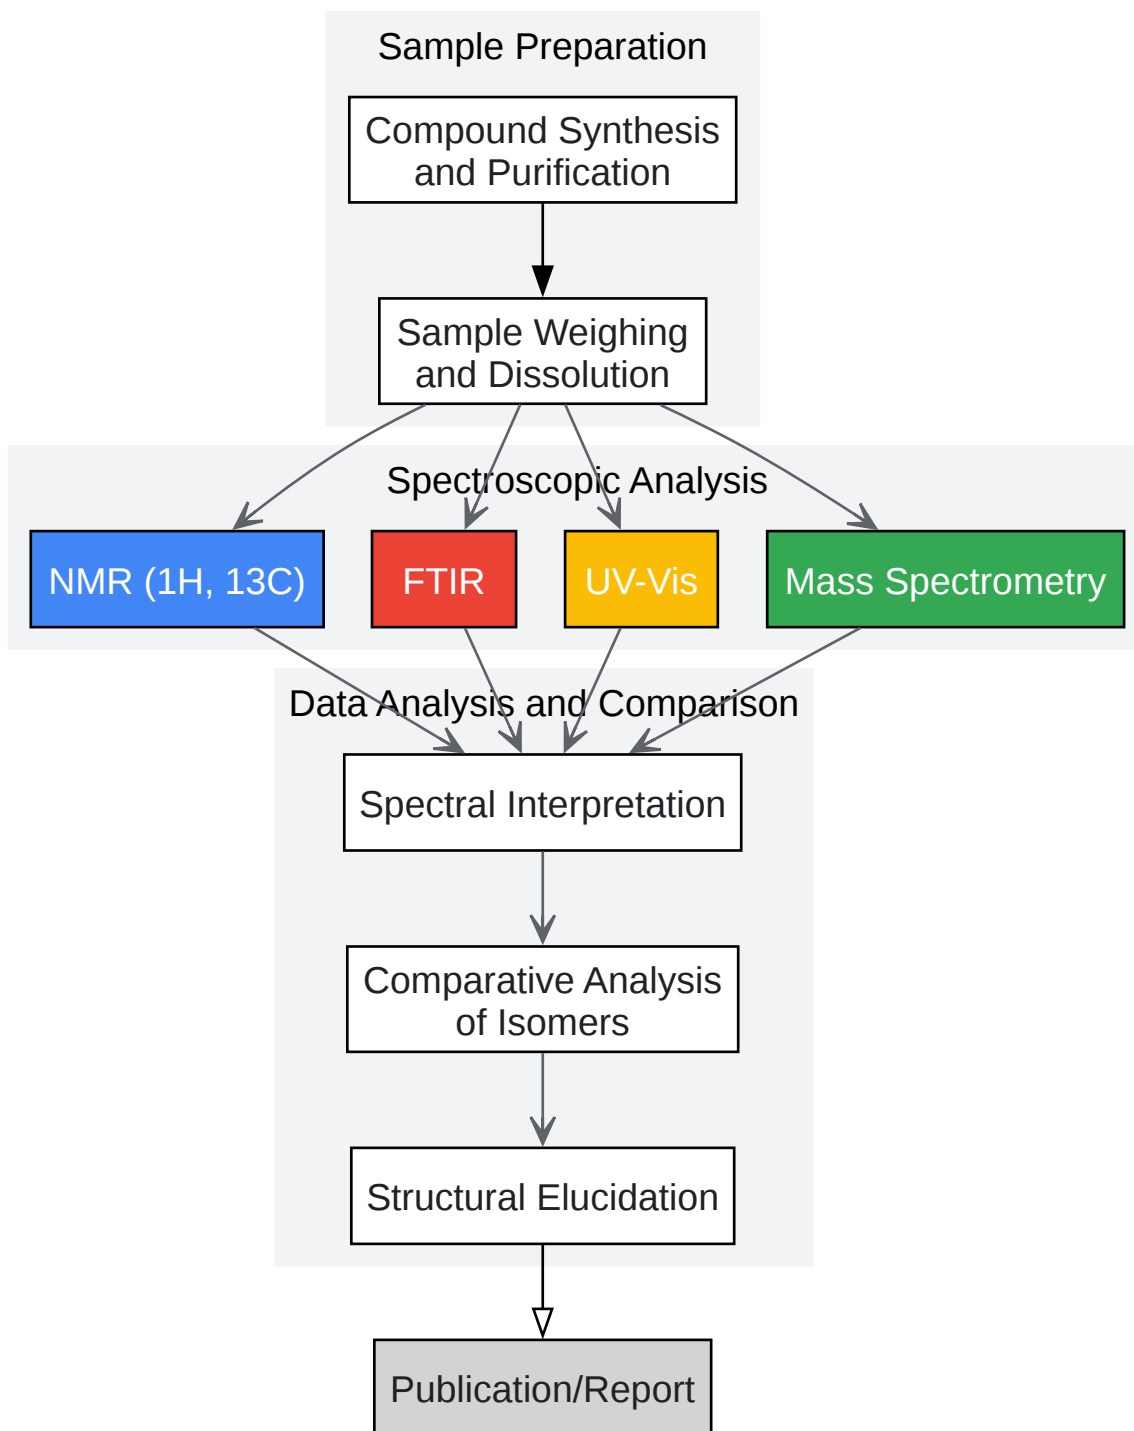 Sample Preparation
Compound Synthesis
and Purification
Sample Weighing
and Dissolution
Spectroscopic Analysis
NMR (1H, 13C)
FTIR
UV-Vis
Mass Spectrometry
Data Analysis and Comparison
Spectral Interpretation
Comparative Analysis
of Isomers
Structural Elucidation
Publication/Report